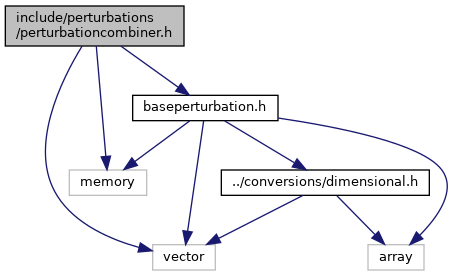 include/perturbations
/perturbationcombiner.h
baseperturbation.h
memory
../conversions/dimensional.h
vector
array